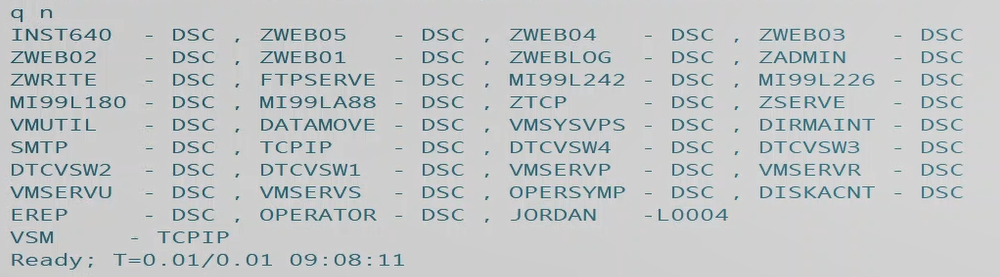 q n
INST640  - DSC , ZWEB05   - DSC , ZWEB04   - DSC , ZWEB03   - DSC
ZWEB02   - DSC , ZWEB01   - DSC , ZWEBLOG  - DSC , ZADMIN   - DSC
ZWRITE   - DSC , FTPSERVE - DSC , MI99L242 - DSC , MI99L226 - DSC
MI99L180 - DSC , MI99LA88 - DSC , ZTCP     - DSC , ZSERVE   - DSC
VMUTIL   - DSC , DATAMOVE - DSC , VMSYSVPS - DSC , DIRMAINT - DSC
SMTP     - DSC , TCPIP    - DSC , DTCVSW4  - DSC , DTCVSW3  - DSC
DTCVSW2  - DSC , DTCVSW1  - DSC , VMSERVP  - DSC , VMSERVR  - DSC
VMSERVU  - DSC , VMSERVS  - DSC , OPERSYMP - DSC , DISKACNT - DSC
EREP     - DSC , OPERATOR - DSC , JORDAN   -L0004
VSM     - TCPIP
Ready; T=0.01/0.01 09:08:11